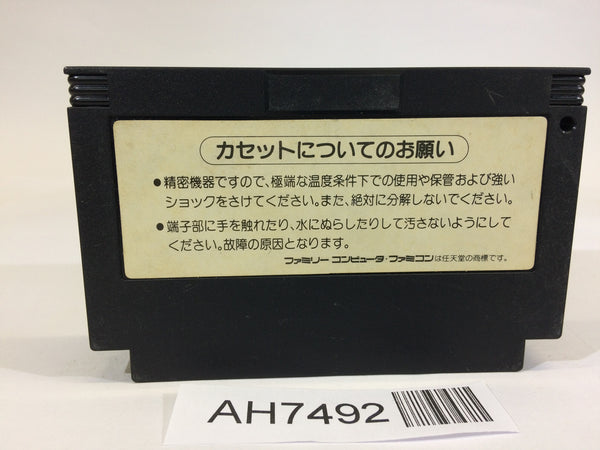 カセットについてのお願い
●精密機器ですので、極端な温度条件下での使用や保管および強い
ショックをさけてください。また、絶対に分解しないでください。
●端子部に手を触れたり、水にぬらしたりして汚さないようにして
ください。故障の原因となります。
ファミリーコンピュータ・ファミコンは任天堂の商標です。
AH7492